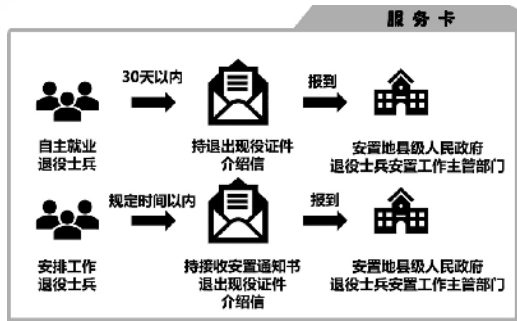 服务卡
30天以内
报到
自主就业
退役士兵
持退出现役证件
介绍信
安置地县级人民政府
退役士兵安置工作主管部门
规定时间以内
报到
安排工作
退役士兵
持接收安置通知书
退出现役证件
介绍信
安置地县级人民政府
退役士兵安置工作主管部门